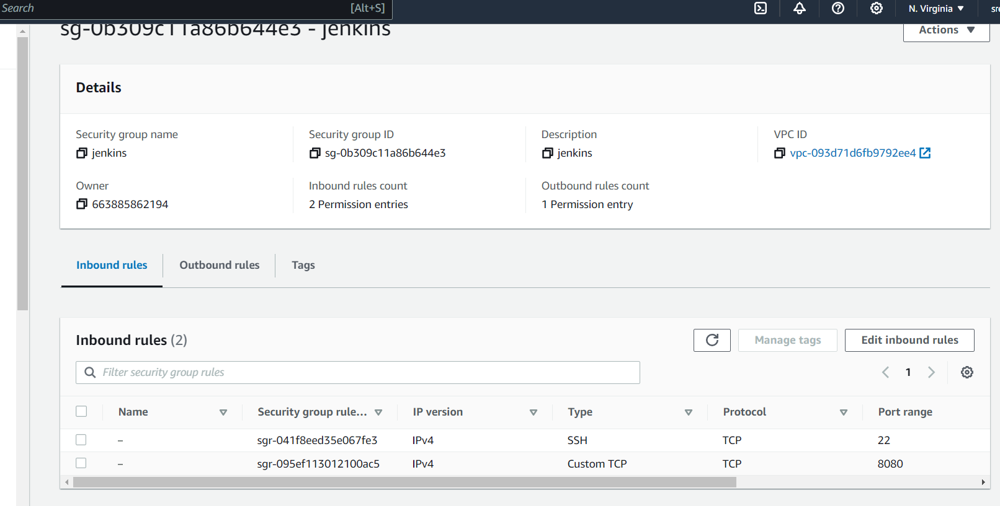 Search [Alt+S] N. Virginia
sg-0b309c11a86b644e3 - jenkins
Actions
Details
Security group name Security group ID Description VPC ID
jenkins sg-0b309c11a86b644e3 jenkins vpc-093d71d6fb9792ee4
Owner Inbound rules count Outbound rules count
663885862194 2 Permission entries 1 Permission entry
Inbound rules Outbound rules Tags
Inbound rules (2) Manage tags Edit inbound rules
Filter security group rules 1
Name Security group rule... IP version Type Protocol Port range
– sgr-041f8eed35e067fe3 IPv4 SSH TCP 22
– sgr-095ef113012100ac5 IPv4 Custom TCP TCP 8080